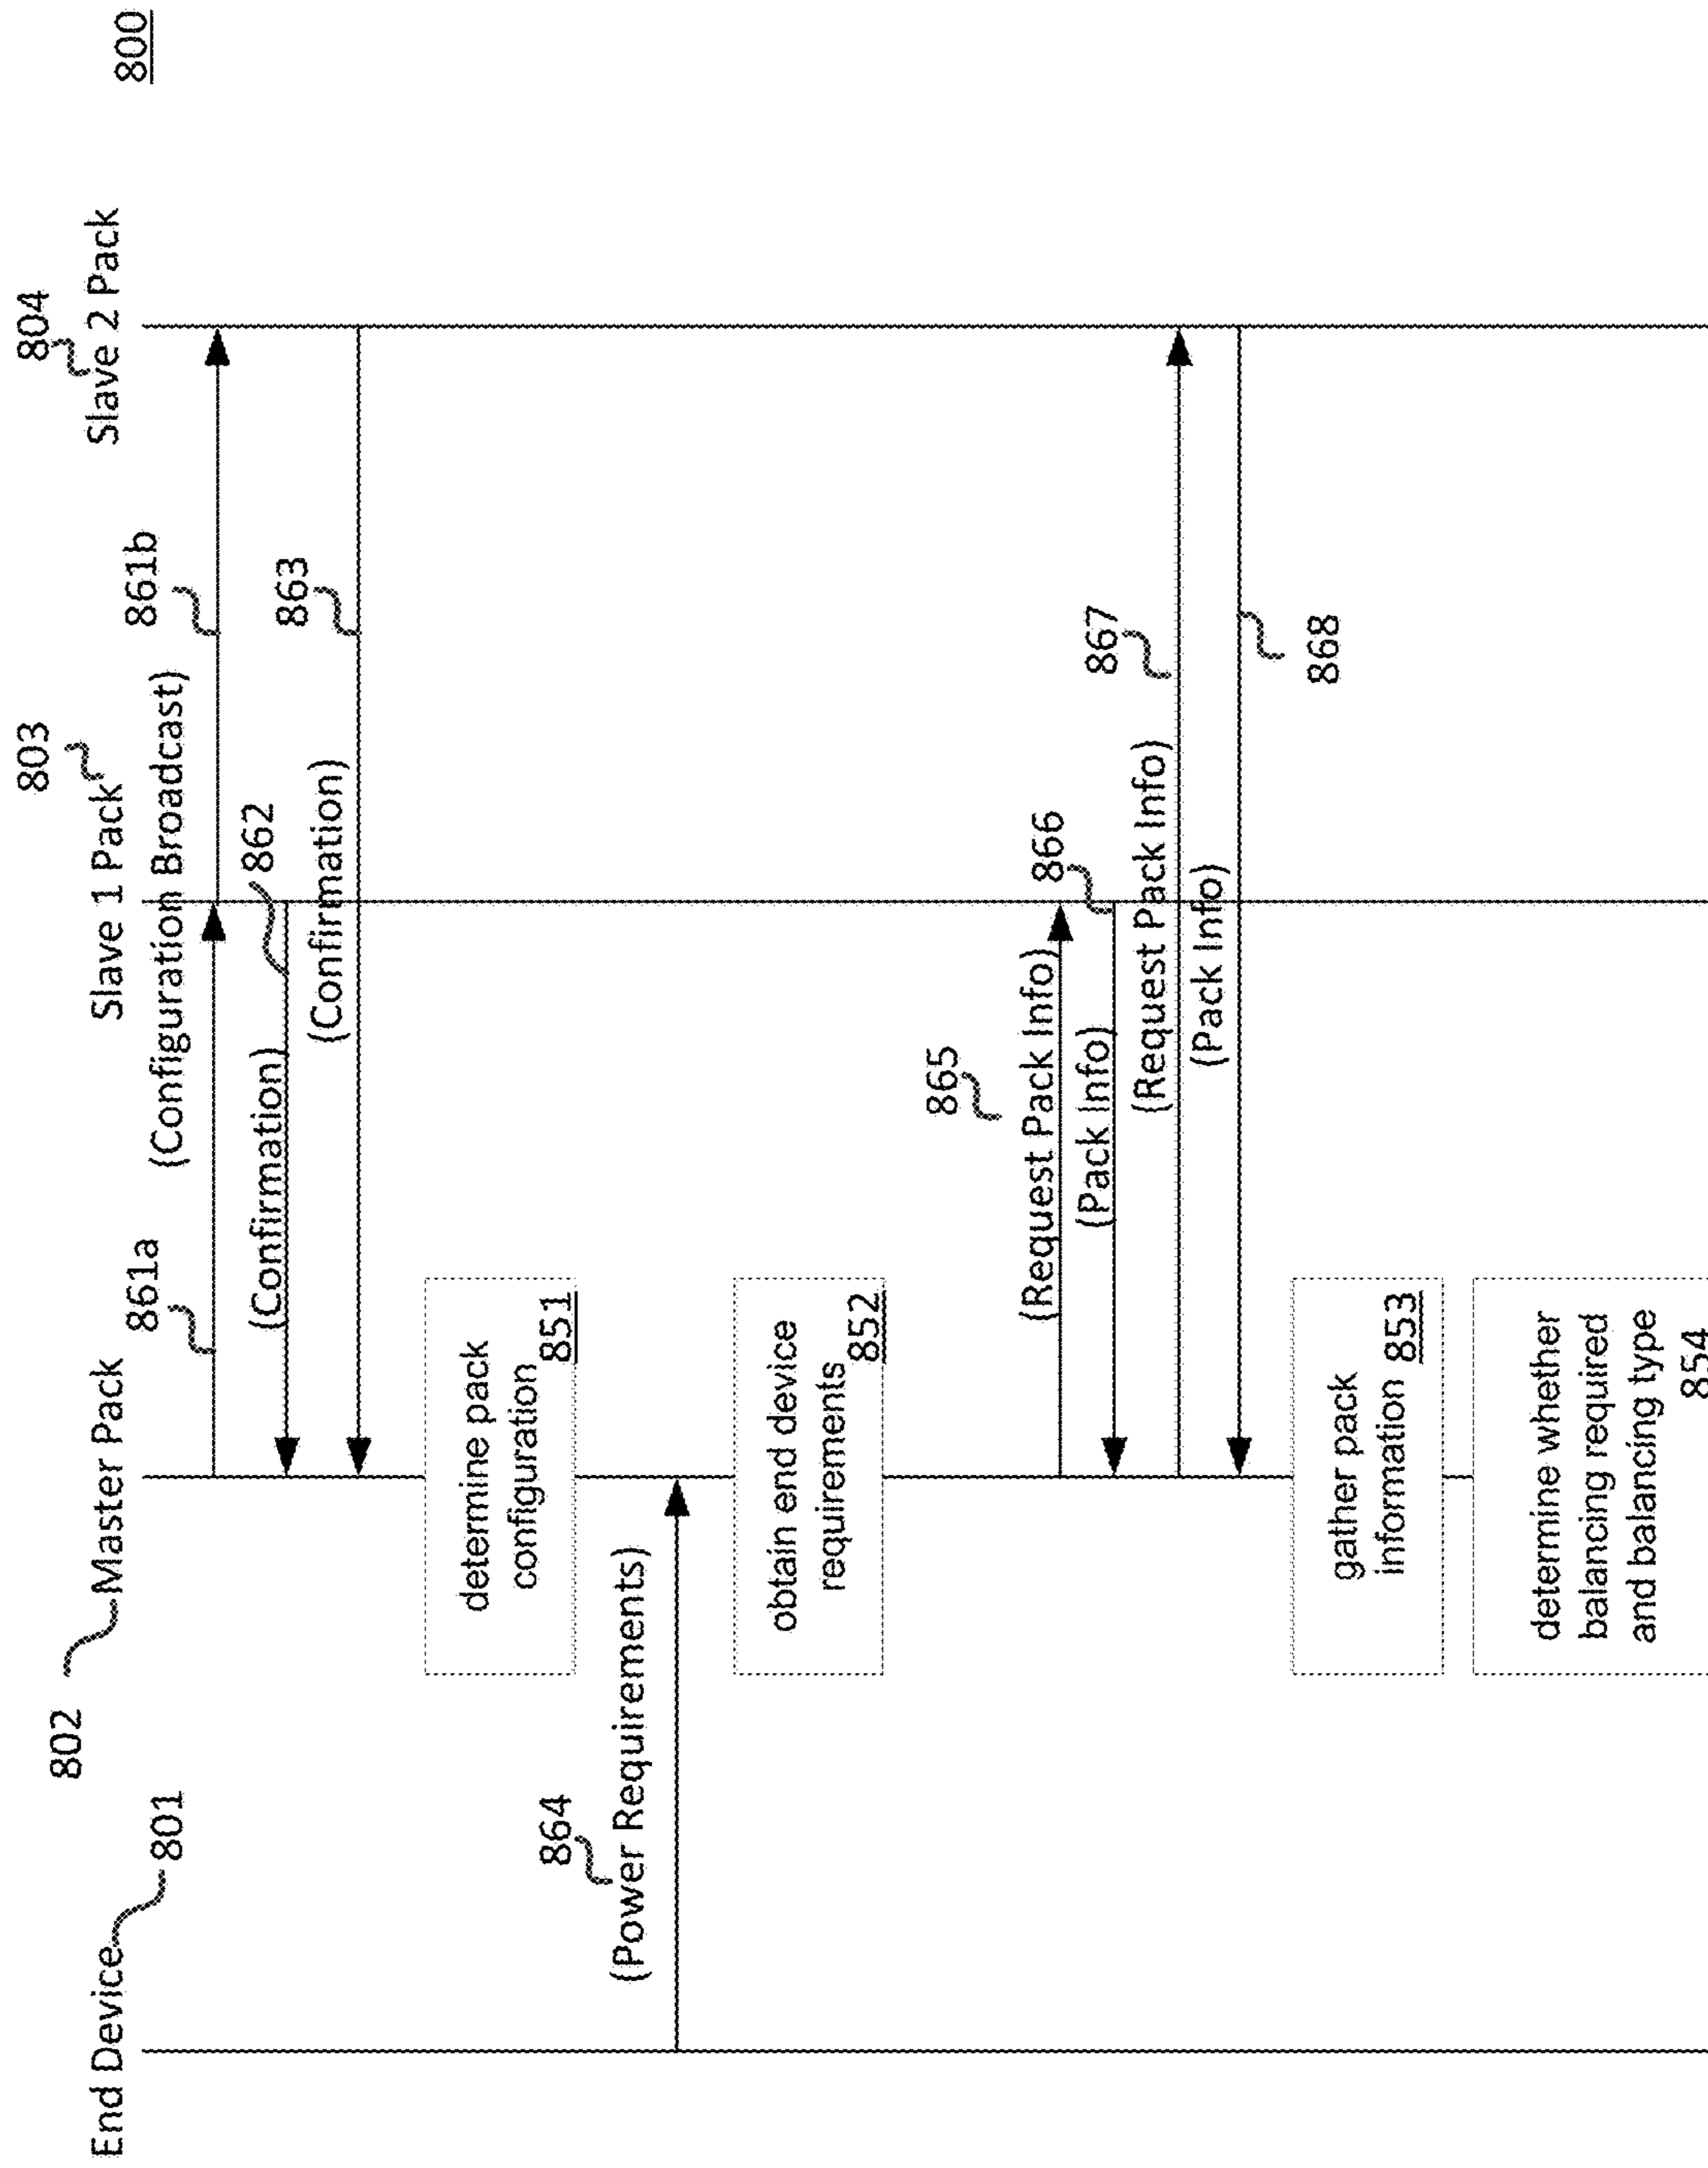 800
End Device
801
802
Master Pack
803
Slave 1 Pack
804
Slave 2 Pack
861a
(Configuration Broadcast)
861b
(Confirmation)
862
(Confirmation)
863
determine pack
configuration
851
864
(Power Requirements)
obtain end device
requirements
852
865
(Request Pack Info)
(Pack Info)
866
(Request Pack Info)
867
(Pack Info)
868
gather pack
information 853
determine whether
balancing required
and balancing type
854